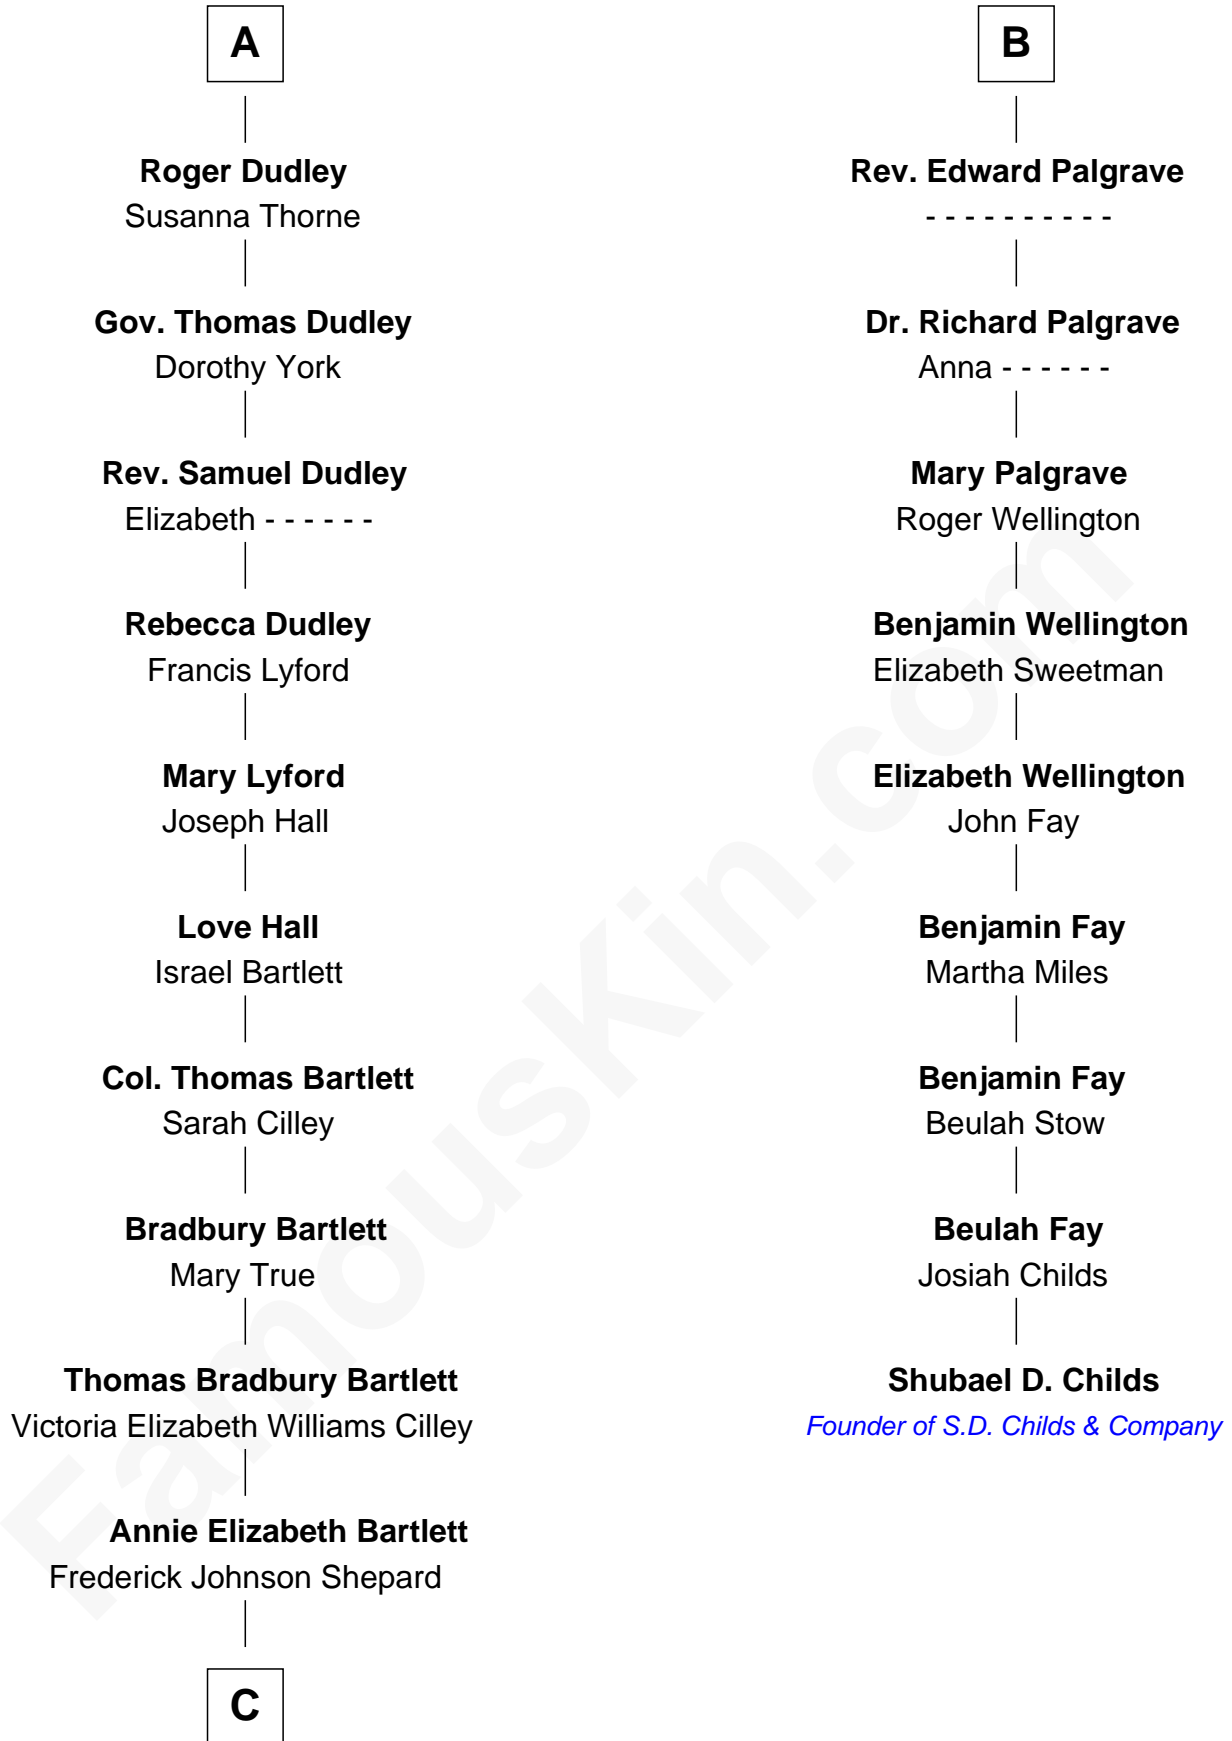 A
Roger Dudley
Susanna Thorne
Gov. Thomas Dudley
Dorothy York
Rev. Samuel Dudley
Elizabeth - - - - - -
Rebecca Dudley
Francis Lyford
Mary Lyford
Joseph Hall
Love Hall
Israel Bartlett
Col. Thomas Bartlett
Sarah Cilley
Bradbury Bartlett
Mary True
Thomas Bradbury Bartlett
Victoria Elizabeth Williams Cilley
Annie Elizabeth Bartlett
Frederick Johnson Shepard
C
B
Rev. Edward Palgrave
- - - - - - - - - -
Dr. Richard Palgrave
Anna - - - - - -
Mary Palgrave
Roger Wellington
Benjamin Wellington
Elizabeth Sweetman
Elizabeth Wellington
John Fay
Benjamin Fay
Martha Miles
Benjamin Fay
Beulah Stow
Beulah Fay
Josiah Childs
Shubael D. Childs
Founder of S.D. Childs & Company
FamousKin.com